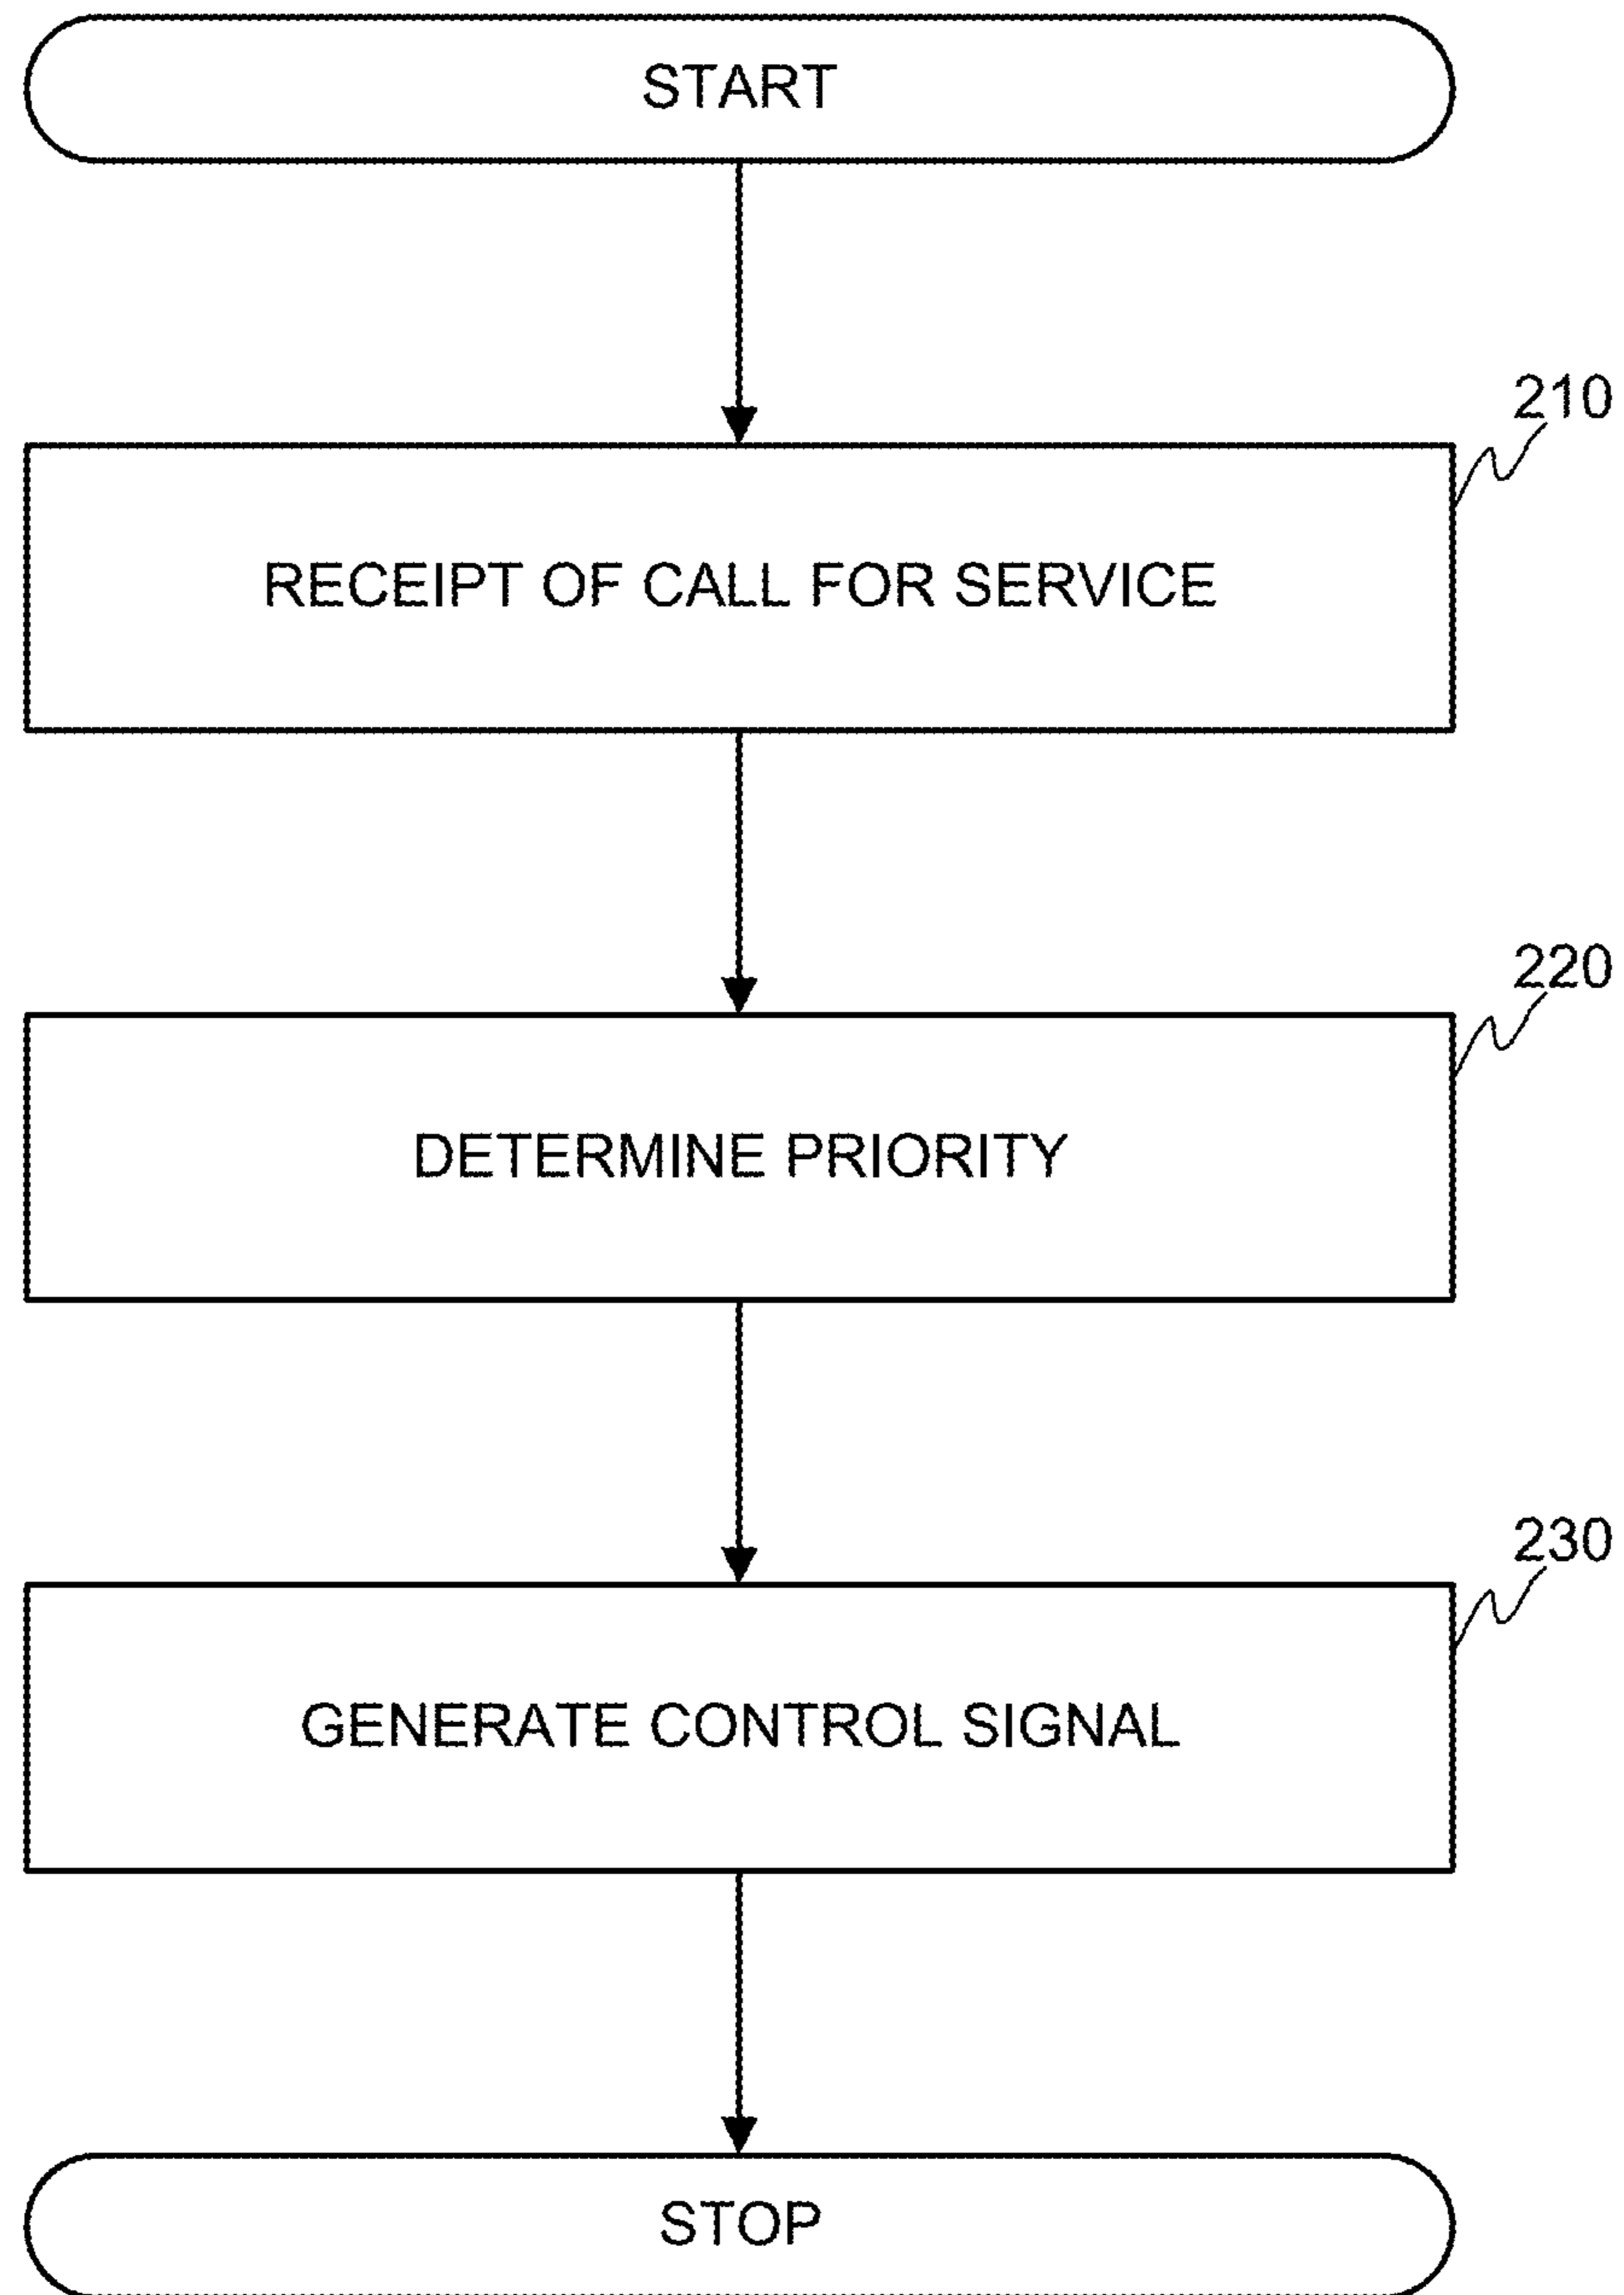 START
210
RECEIPT OF CALL FOR SERVICE
220
DETERMINE PRIORITY
230
GENERATE CONTROL SIGNAL
STOP